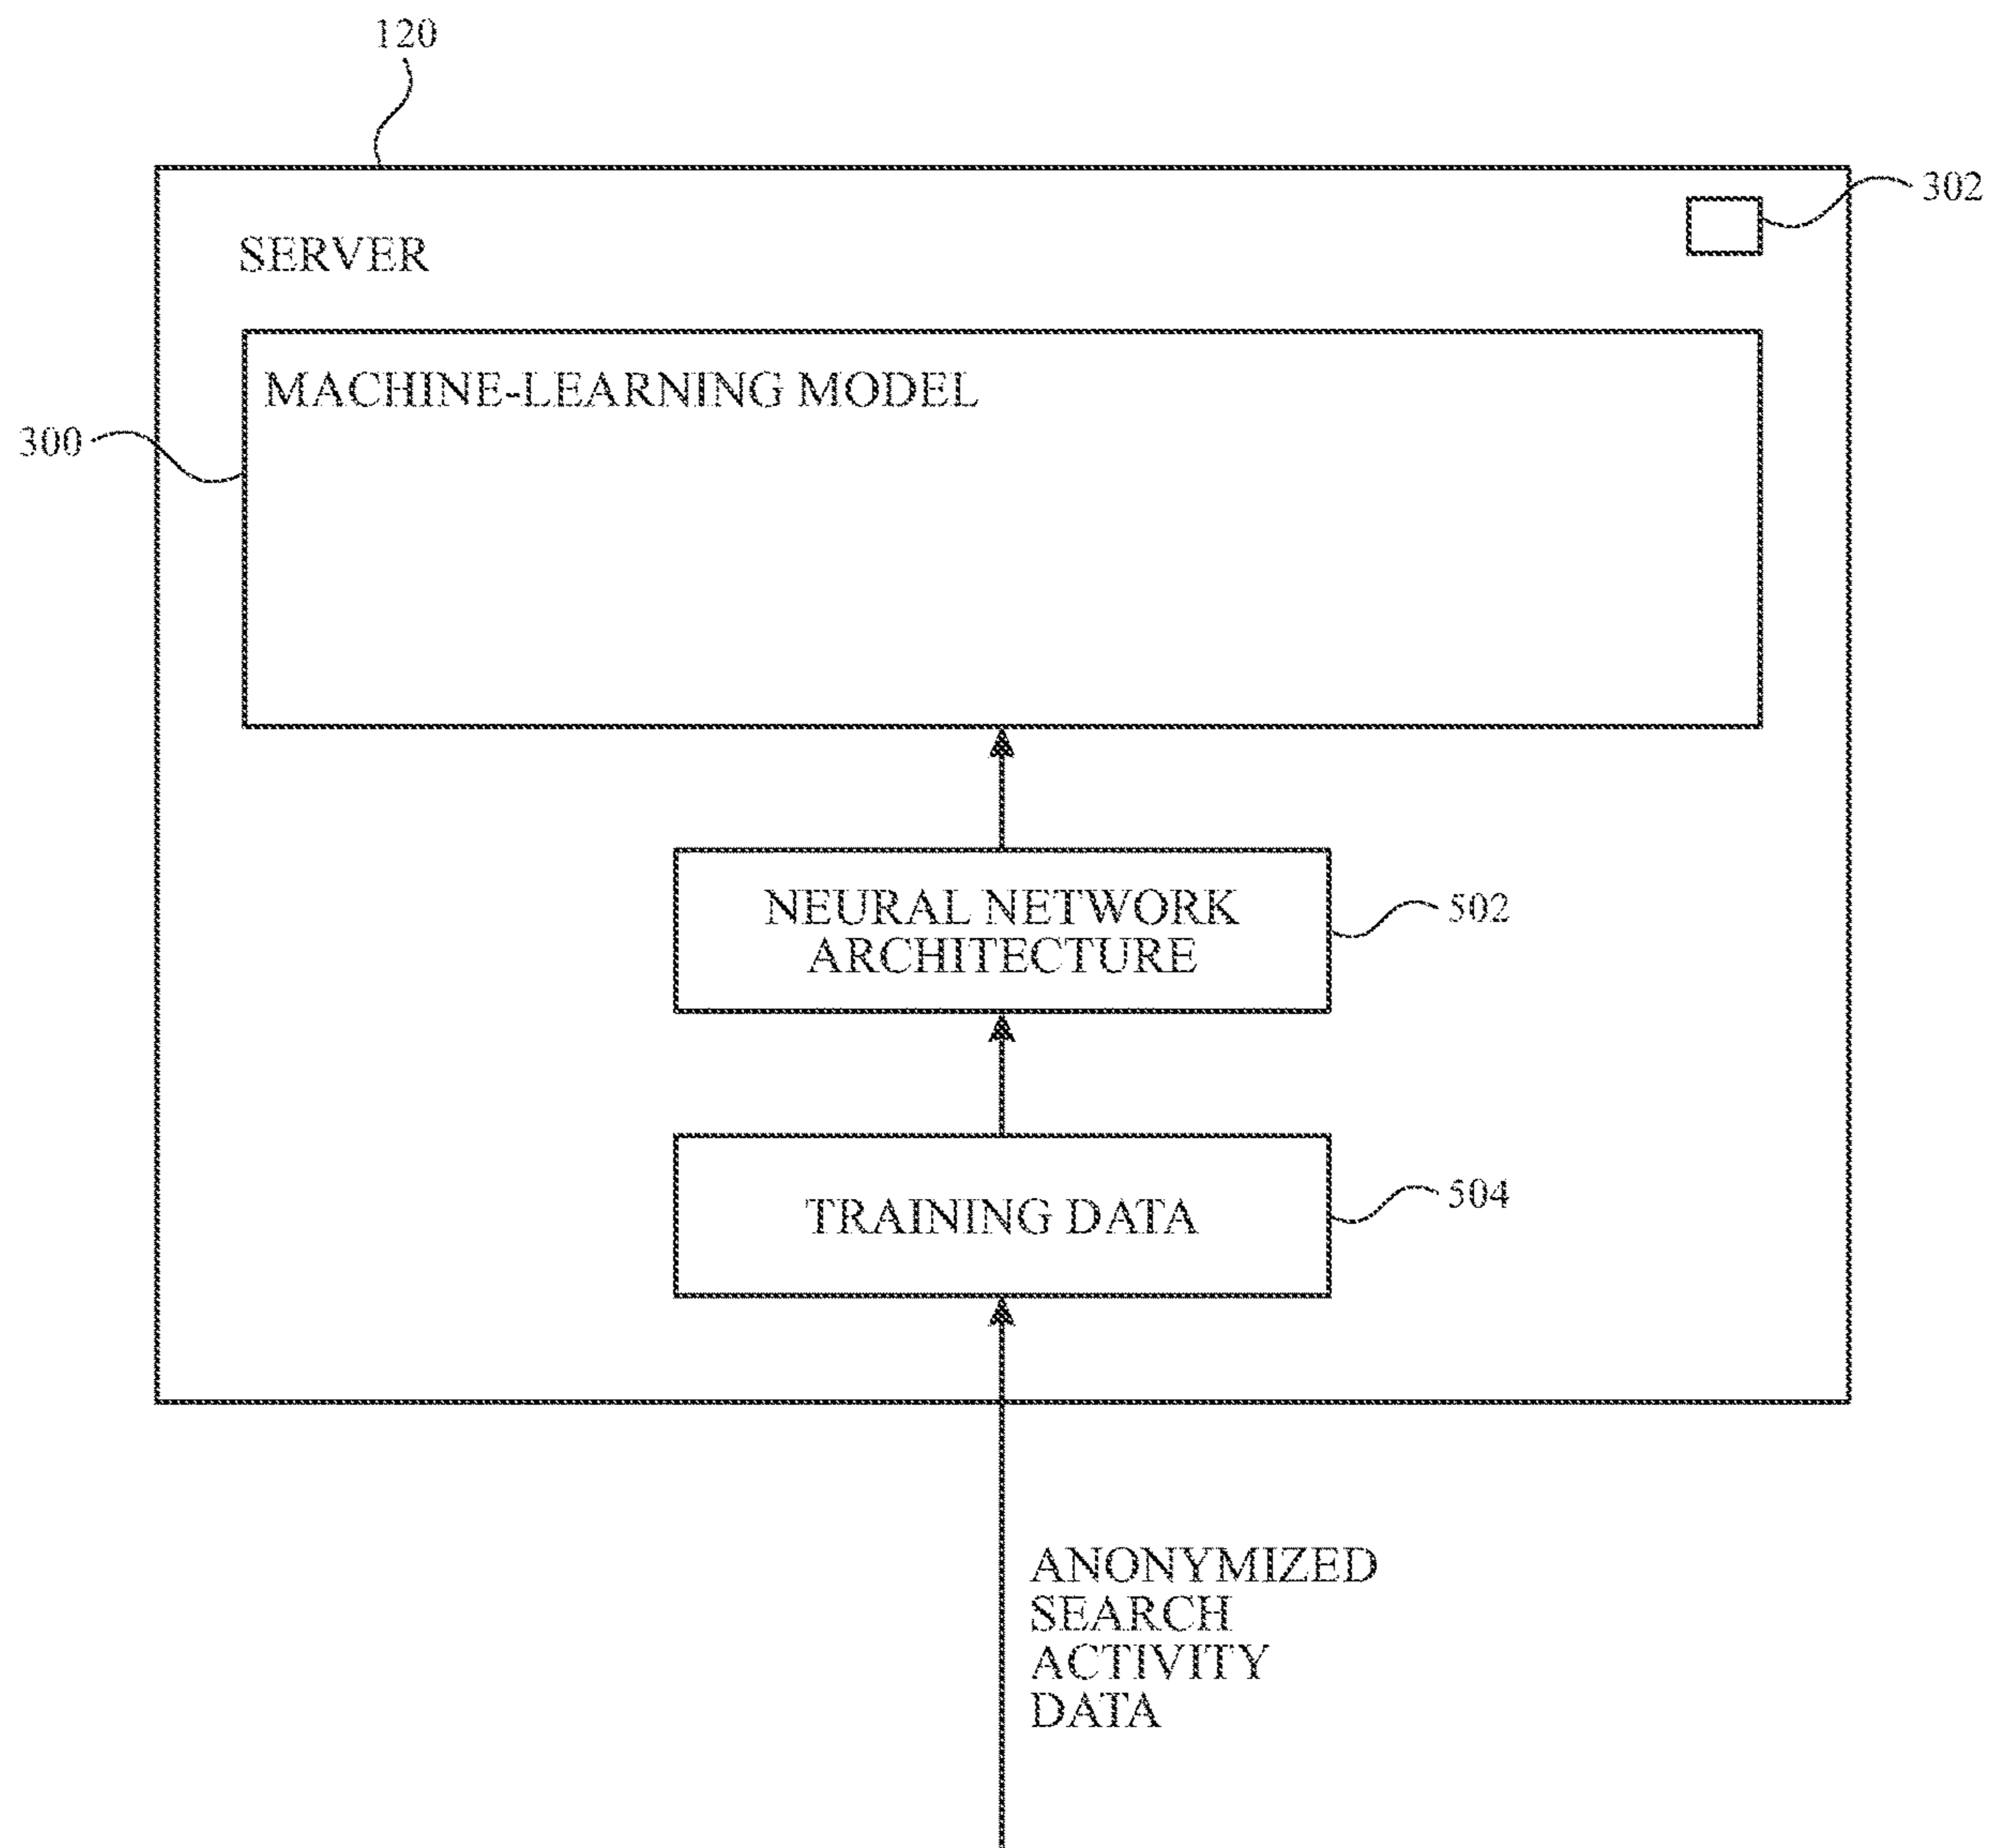 120
302
SERVER
MACHINE-LEARNING MODEL
300
NEURAL NETWORK
ARCHITECTURE
502
TRAINING DATA
504
ANONYMIZED
SEARCH
ACTIVITY
DATA